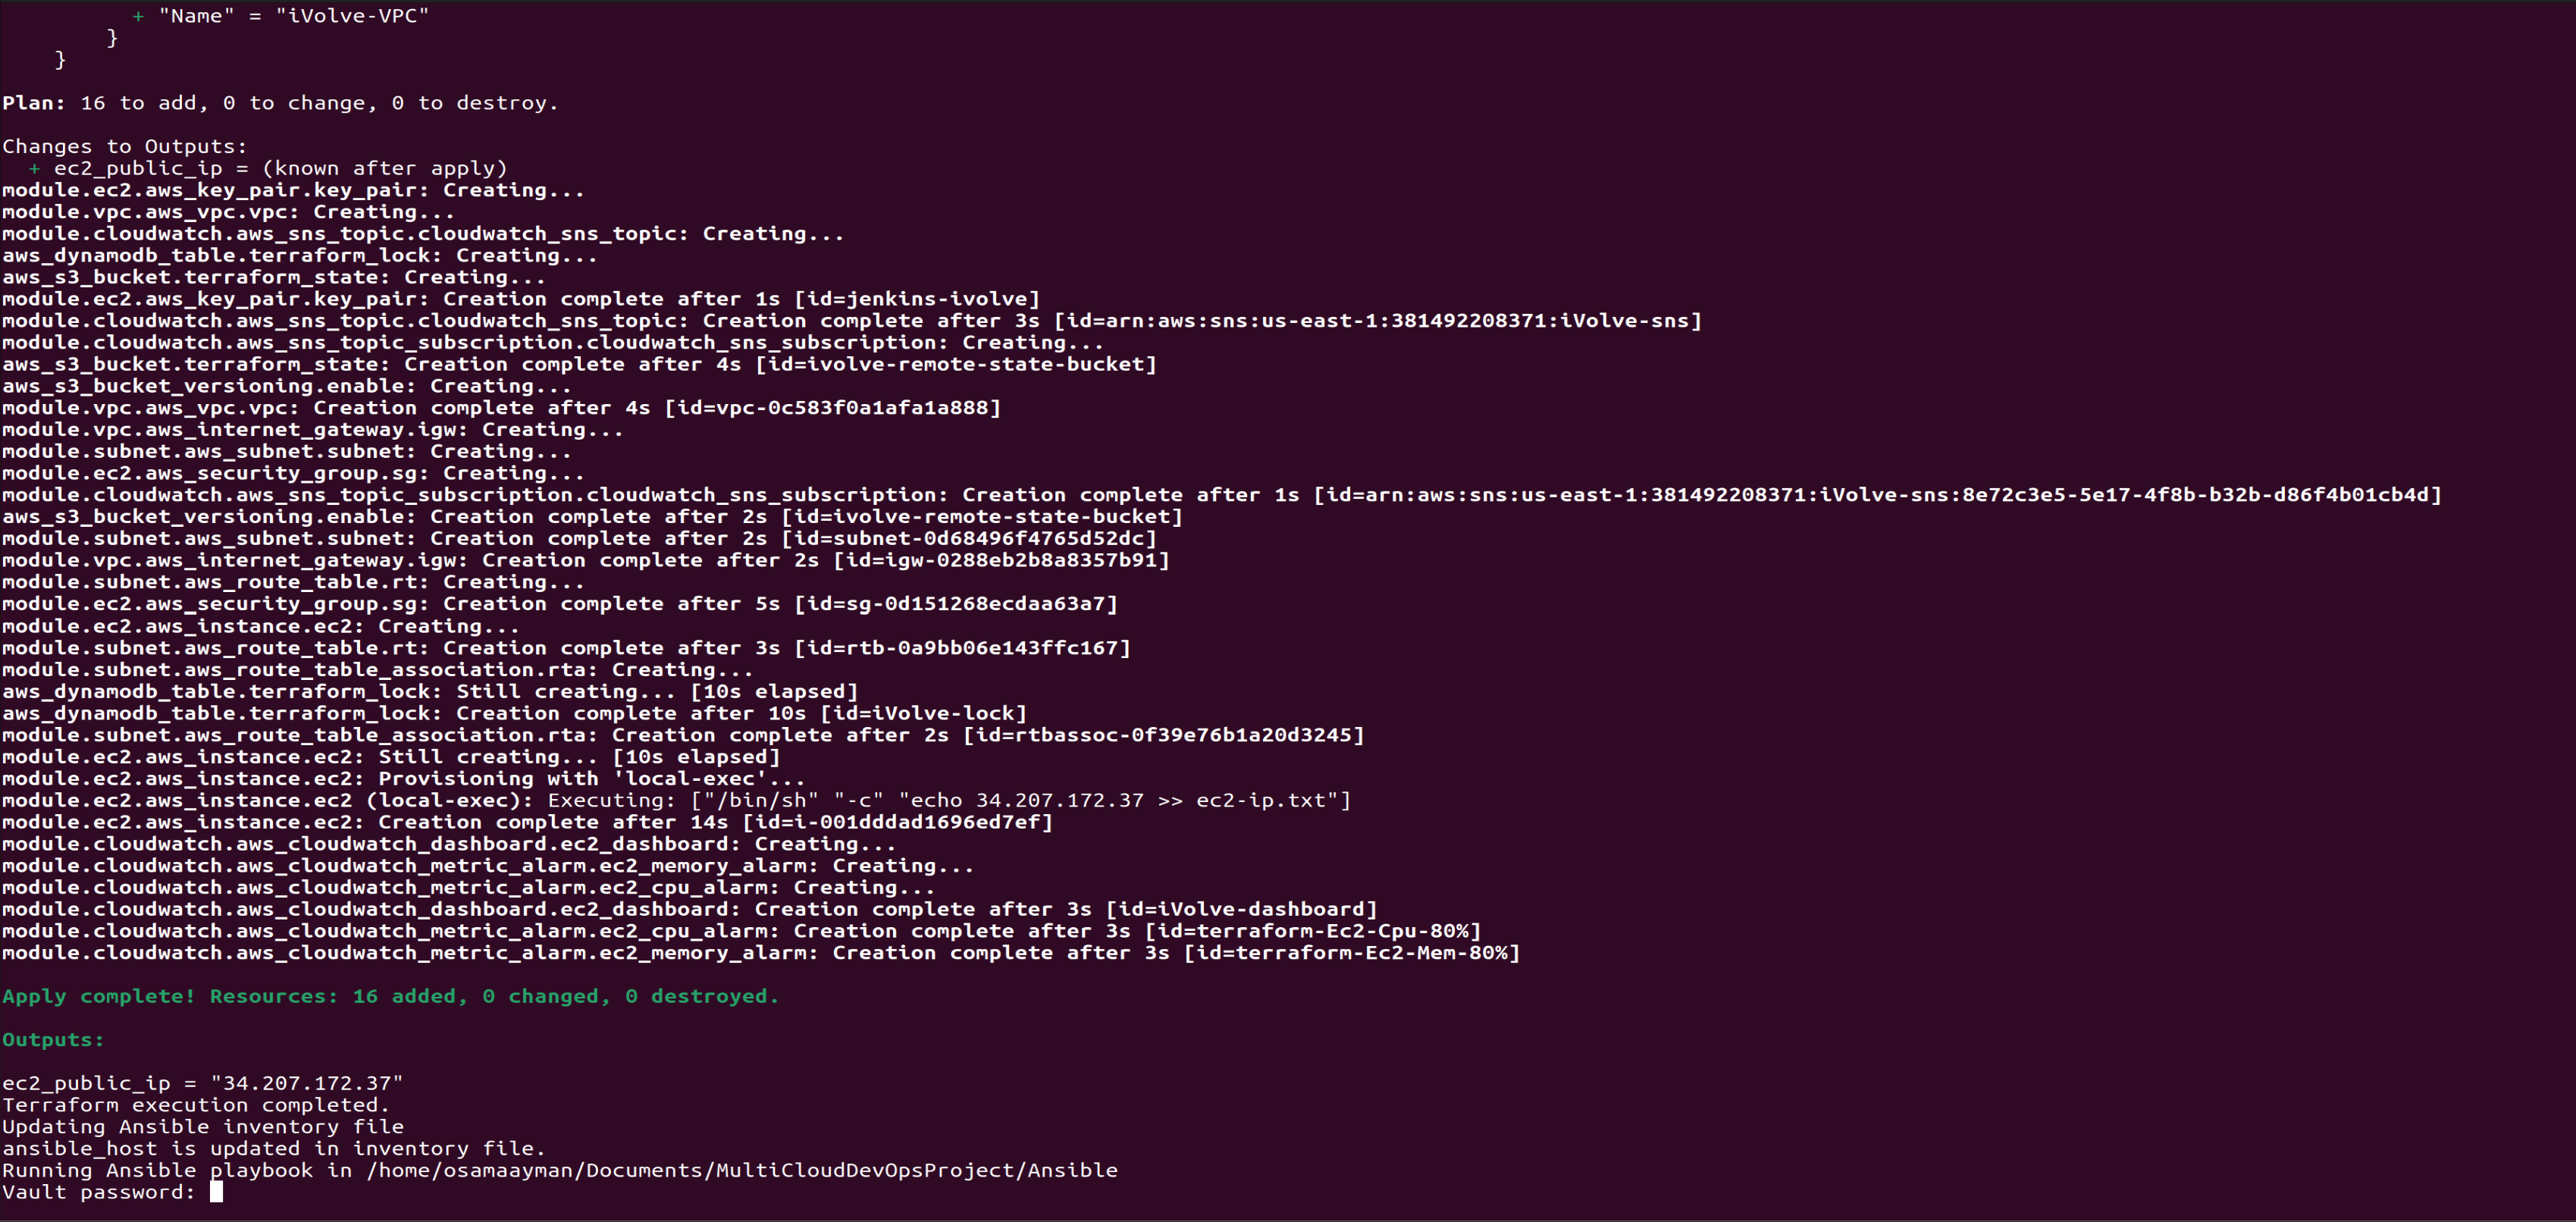 + "Name" = "iVolve-VPC"
}
}
Plan: 16 to add, 0 to change, 0 to destroy.
Changes to Outputs:
+ ec2_public_ip = (known after apply)
module.ec2.aws_key_pair.key_pair: Creating...
module.vpc.aws_vpc.vpc: Creating...
module.cloudwatch.aws_sns_topic.cloudwatch_sns_topic: Creating...
aws_dynamodb_table.terraform_lock: Creating...
aws_s3_bucket.terraform_state: Creating...
module.ec2.aws_key_pair.key_pair: Creation complete after 1s [id=jenkins-ivolve]
module.cloudwatch.aws_sns_topic.cloudwatch_sns_topic: Creation complete after 3s [id=arn:aws:sns:us-east-1:381492208371:iVolve-sns]
module.cloudwatch.aws_sns_topic_subscription.cloudwatch_sns_subscription: Creating...
aws_s3_bucket.terraform_state: Creation complete after 4s [id=ivolve-remote-state-bucket]
aws_s3_bucket_versioning.enable: Creating...
module.vpc.aws_vpc.vpc: Creation complete after 4s [id=vpc-0c583f0a1afa1a888]
module.vpc.aws_internet_gateway.igw: Creating...
module.subnet.aws_subnet.subnet: Creating...
module.ec2.aws_security_group.sg: Creating...
module.cloudwatch.aws_sns_topic_subscription.cloudwatch_sns_subscription: Creation complete after 1s [id=arn:aws:sns:us-east-1:381492208371:iVolve-sns:8e72c3e5-5e17-4f8b-b32b-d86f4b01cb4d]
aws_s3_bucket_versioning.enable: Creation complete after 2s [id=ivolve-remote-state-bucket]
module.subnet.aws_subnet.subnet: Creation complete after 2s [id=subnet-0d68496f4765d52dc]
module.vpc.aws_internet_gateway.igw: Creation complete after 2s [id=igw-0288eb2b8a8357b91]
module.subnet.aws_route_table.rt: Creating...
module.ec2.aws_security_group.sg: Creation complete after 5s [id=sg-0d151268ecdaa63a7]
module.ec2.aws_instance.ec2: Creating...
module.subnet.aws_route_table.rt: Creation complete after 3s [id=rtb-0a9bb06e143ffc167]
module.subnet.aws_route_table_association.rta: Creating...
aws_dynamodb_table.terraform_lock: Still creating... [10s elapsed]
aws_dynamodb_table.terraform_lock: Creation complete after 10s [id=iVolve-lock]
module.subnet.aws_route_table_association.rta: Creation complete after 2s [id=rtbassoc-0f39e76b1a20d3245]
module.ec2.aws_instance.ec2: Still creating... [10s elapsed]
module.ec2.aws_instance.ec2: Provisioning with 'local-exec'...
module.ec2.aws_instance.ec2 (local-exec): Executing: ["/bin/sh" "-c" "echo 34.207.172.37 >> ec2-ip.txt"]
module.ec2.aws_instance.ec2: Creation complete after 14s [id=i-001dddad1696ed7ef]
module.cloudwatch.aws_cloudwatch_dashboard.ec2_dashboard: Creating...
module.cloudwatch.aws_cloudwatch_metric_alarm.ec2_memory_alarm: Creating...
module.cloudwatch.aws_cloudwatch_metric_alarm.ec2_cpu_alarm: Creating...
module.cloudwatch.aws_cloudwatch_dashboard.ec2_dashboard: Creation complete after 3s [id=iVolve-dashboard]
module.cloudwatch.aws_cloudwatch_metric_alarm.ec2_cpu_alarm: Creation complete after 3s [id=terraform-Ec2-Cpu-80%]
module.cloudwatch.aws_cloudwatch_metric_alarm.ec2_memory_alarm: Creation complete after 3s [id=terraform-Ec2-Mem-80%]
Apply complete! Resources: 16 added, 0 changed, 0 destroyed.
Outputs:
ec2_public_ip = "34.207.172.37"
Terraform execution completed.
Updating Ansible inventory file
ansible_host is updated in inventory file.
Running Ansible playbook in /home/osamaayman/Documents/MultiCloudDevOpsProject/Ansible
Vault password: